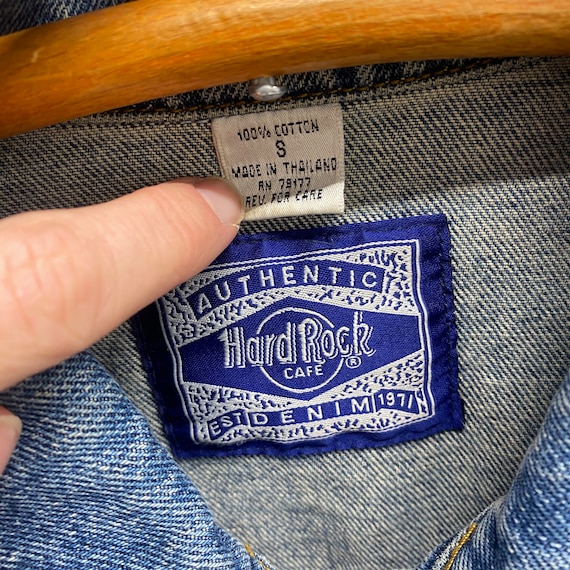 100% COTTON
S
MADE IN THAILAND
RN 79177
REV. FOR CARE
AUTHENTIC
Hard Rock
CAFE ®
EST DENIM 1971